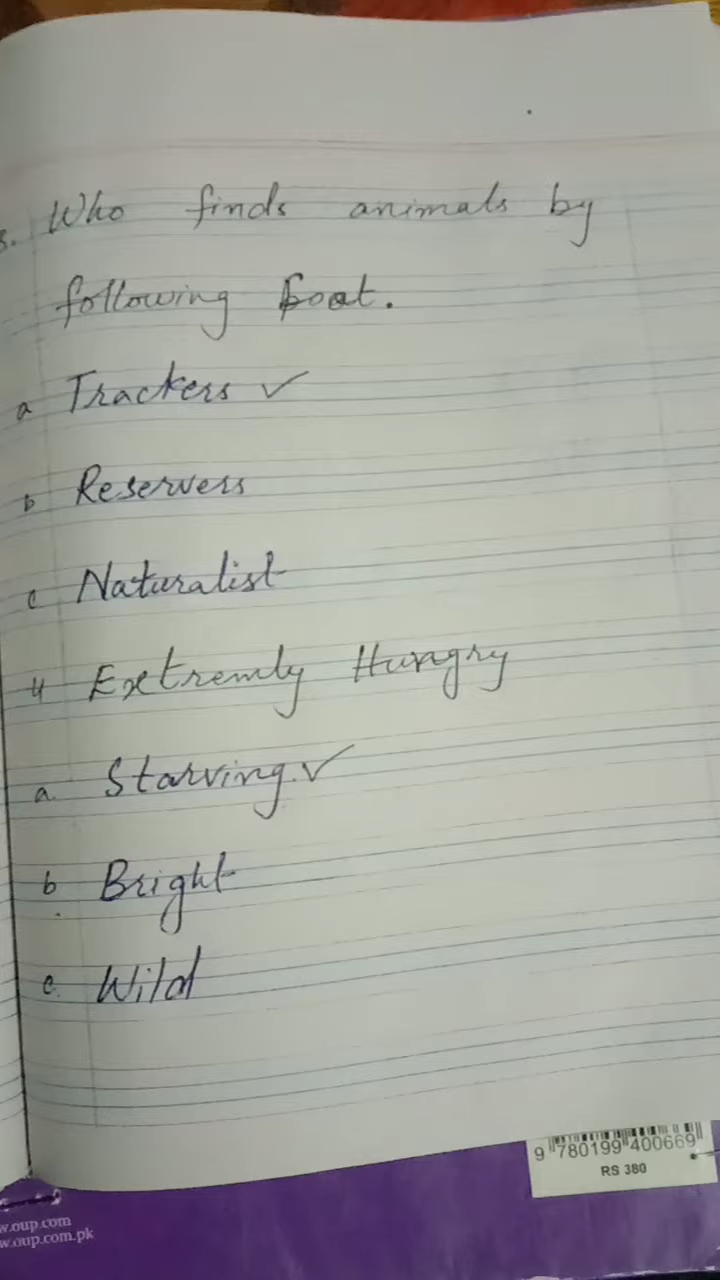 3. Who finds animals by
following foot.
a Trackers ✓
b Reservers
c Naturalist
4 Extremly Hungry
a. Starving. ✓
b Bright
c. Wild
9 780199 400669
RS 380
w.oup.com
w.oup.com.pk